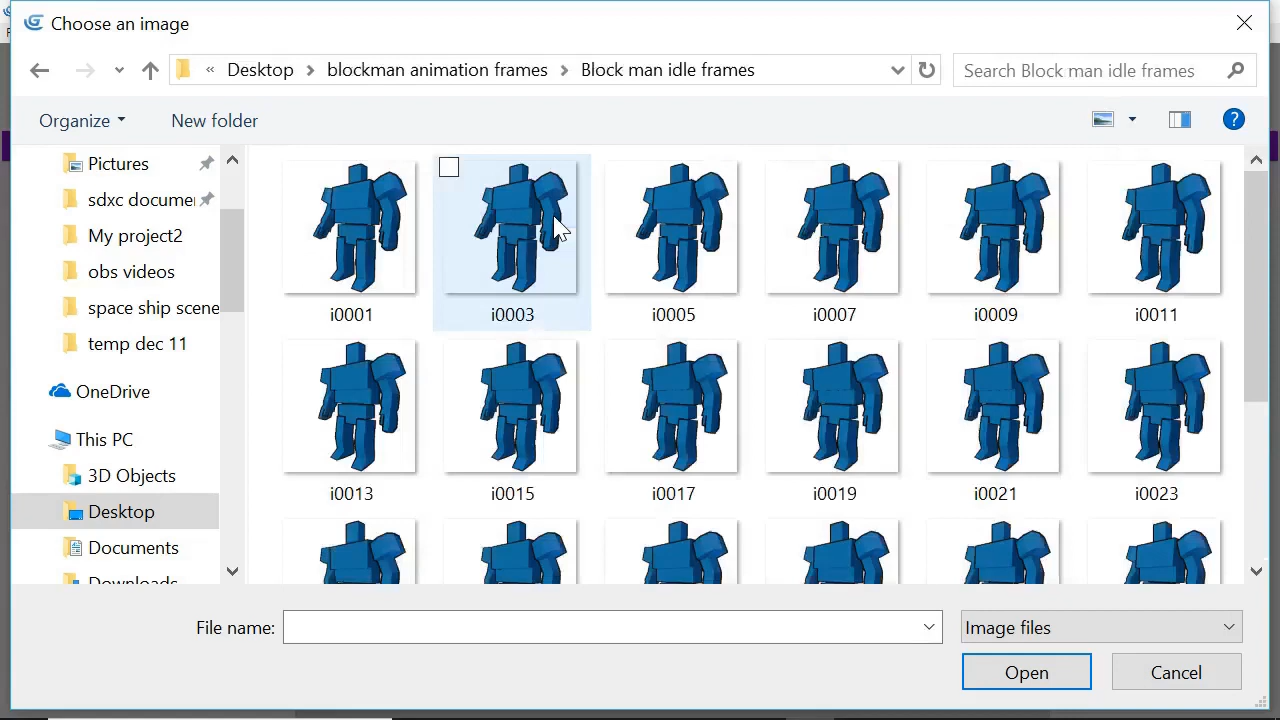 Choose an image
« Desktop > blockman animation frames > Block man idle frames
Search Block man idle frames
Organize
New folder
?
Pictures
sdxc docume
My project2
obs videos
space ship scene
temp dec 11
OneDrive
This PC
3D Objects
Desktop
Documents
Downloads
i0001 i0003 i0005 i0007 i0009 i0011
i0013 i0015 i0017 i0019 i0021 i0023
File name:
Image files
Open
Cancel